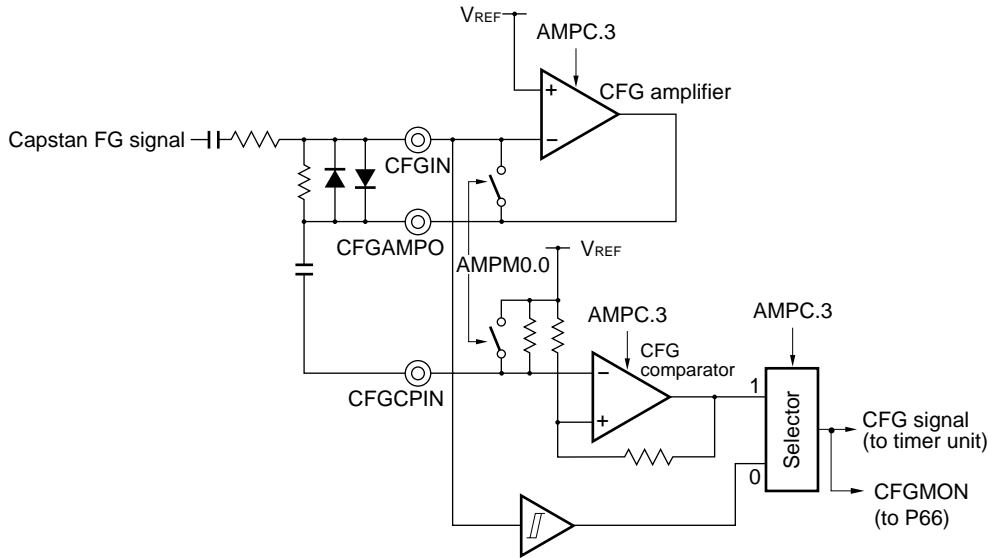 VREF
AMPC.3
CFG amplifier
+
−
Capstan FG signal
CFGIN
CFGAMPO
AMPM0.0
VREF
AMPC.3
AMPC.3
CFG
comparator
−
+
CFGCPIN
1
0
Selector
CFG signal
(to timer unit)
CFGMON
(to P66)